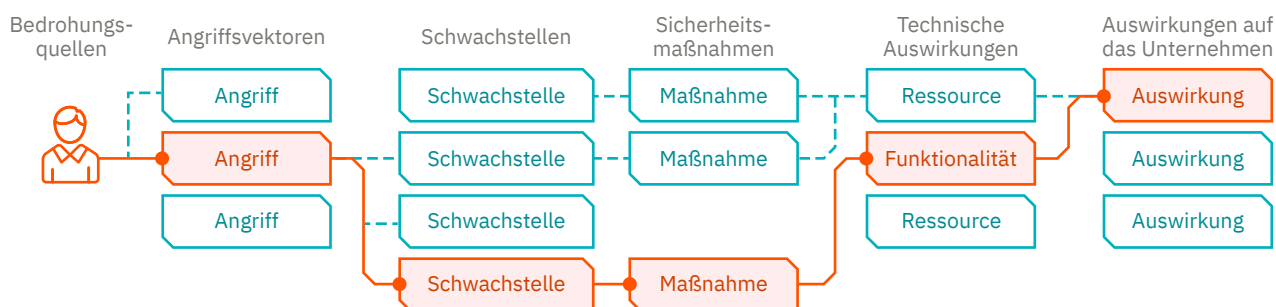 Bedrohungs-
quellen
Angriffsvektoren
Schwachstellen
Sicherheits-
maßnahmen
Technische
Auswirkungen
Auswirkungen auf
das Unternehmen
Angriff
Schwachstelle
Maßnahme
Ressource
Auswirkung
Angriff
Schwachstelle
Maßnahme
Funktionalität
Auswirkung
Angriff
Schwachstelle
Ressource
Auswirkung
Schwachstelle
Maßnahme